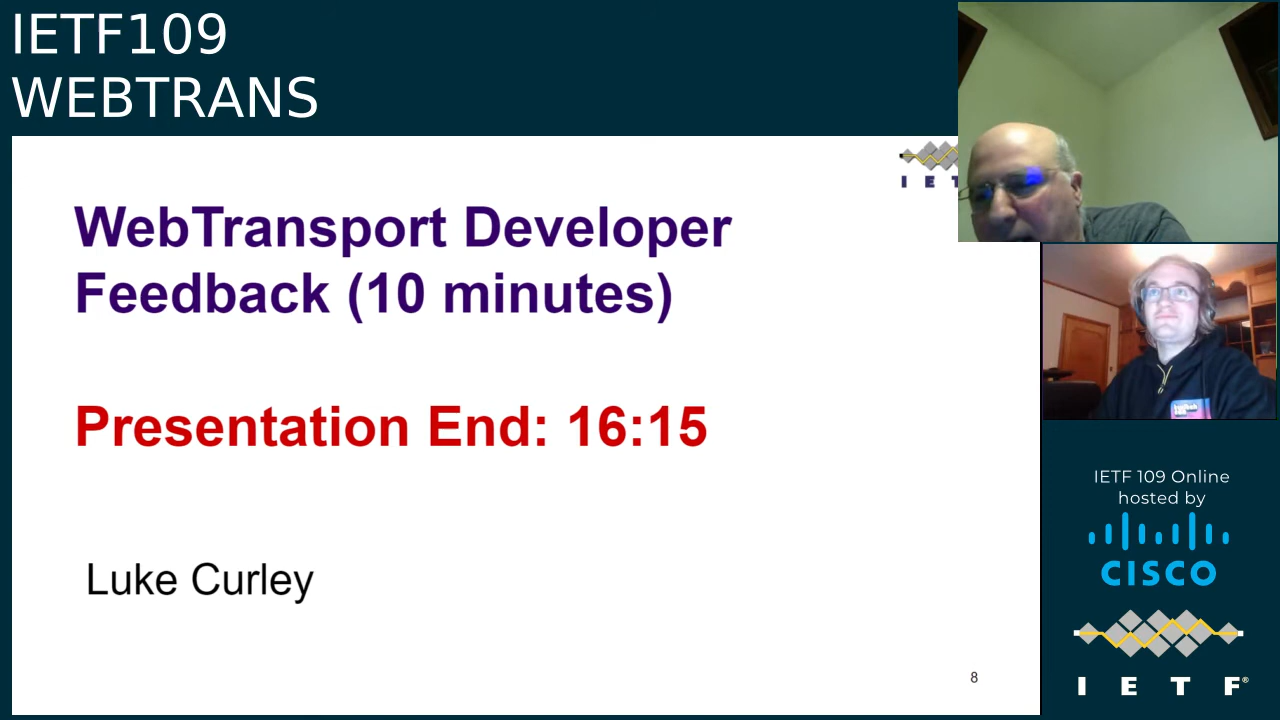 IETF109
WEBTRANS
I E T
WebTransport Developer
Feedback (10 minutes)
Presentation End: 16:15
Luke Curley
8
IETF 109 Online
hosted by
CISCO
I E T F®